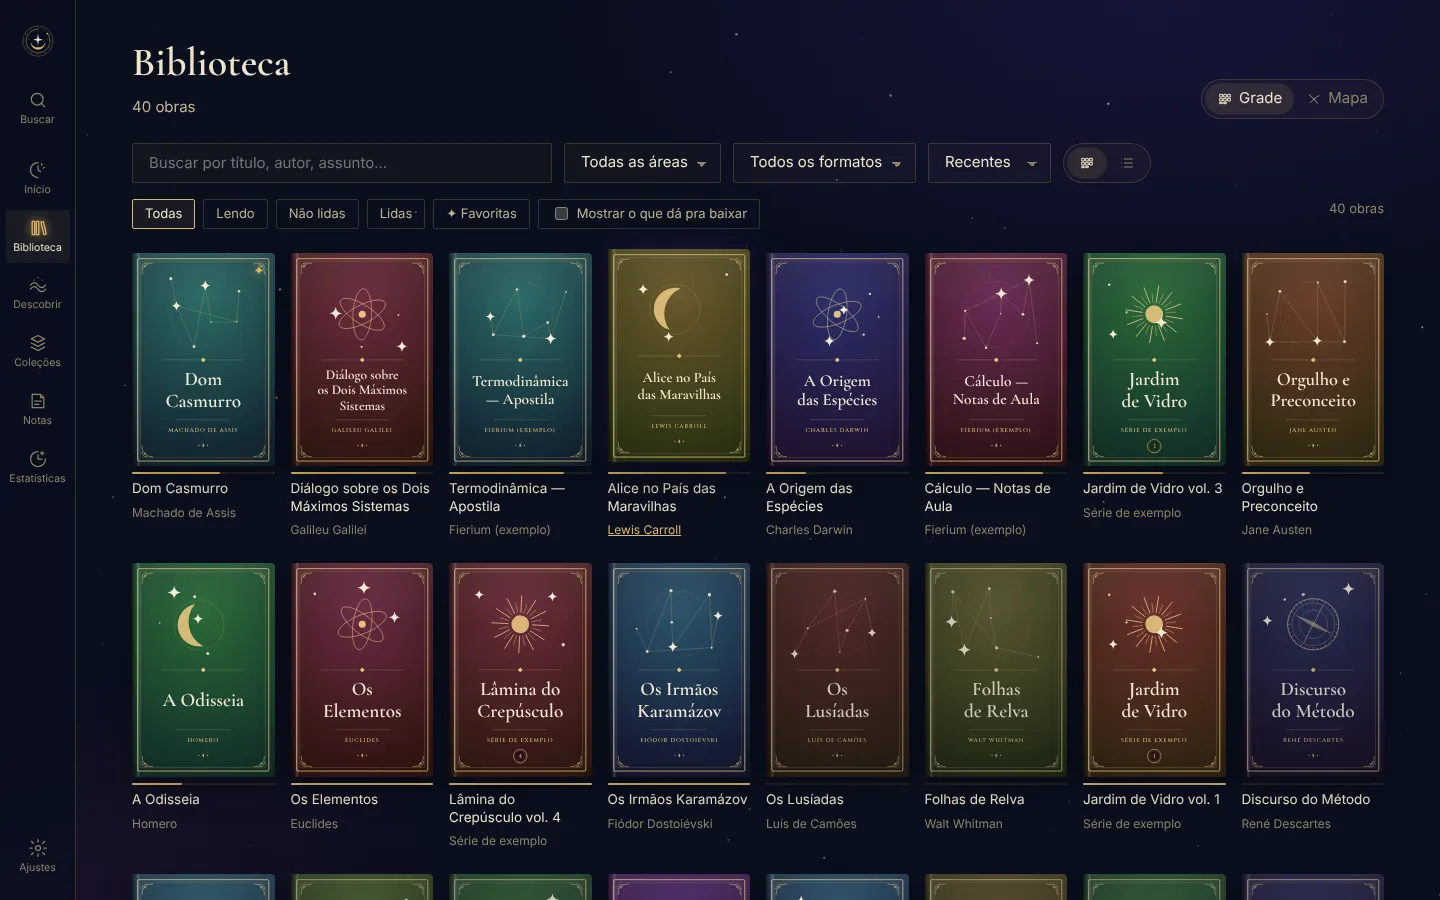 Biblioteca
40 obras
Grade
Mapa
Buscar
Início
Biblioteca
Descobrir
Coleções
Notas
Estatísticas
Ajustes
Buscar por título, autor, assunto...
Todas as áreas
Todos os formatos
Recentes
Todas
Lendo
Não lidas
Lidas
✦ Favoritas
Mostrar o que dá pra baixar
40 obras
Dom
Casmurro
MACHADO DE ASSIS
Diálogo sobre
os Dois Máximos
Sistemas
GALILEU GALILEI
Termodinâmica
— Apostila
FIERIUM (EXEMPLO)
Alice no País
das Maravilhas
LEWIS CARROLL
A Origem
das Espécies
CHARLES DARWIN
Cálculo —
Notas de Aula
FIERIUM (EXEMPLO)
Jardim
de Vidro
SÉRIE DE EXEMPLO
3
Orgulho e
Preconceito
JANE AUSTEN
Dom Casmurro
Machado de Assis
Diálogo sobre os Dois
Máximos Sistemas
Galileu Galilei
Termodinâmica —
Apostila
Fierium (exemplo)
Alice no País das
Maravilhas
Lewis Carroll
A Origem das
Espécies
Charles Darwin
Cálculo — Notas de
Aula
Fierium (exemplo)
Jardim de Vidro vol. 3
Série de exemplo
Orgulho e
Preconceito
Jane Austen
A Odisseia
HOMERO
Os
Elementos
EUCLIDES
Lâmina do
Crepúsculo
SÉRIE DE EXEMPLO
4
Os Irmãos
Karamázov
FIÓDOR DOSTOIÉVSKI
Os
Lusíadas
LUÍS DE CAMÕES
Folhas
de Relva
WALT WHITMAN
Jardim
de Vidro
SÉRIE DE EXEMPLO
1
Discurso
do Método
RENÉ DESCARTES
A Odisseia
Homero
Os Elementos
Euclides
Lâmina do
Crepúsculo vol. 4
Série de exemplo
Os Irmãos Karamázov
Fiódor Dostoiévski
Os Lusíadas
Luís de Camões
Folhas de Relva
Walt Whitman
Jardim de Vidro vol. 1
Série de exemplo
Discurso do Método
René Descartes